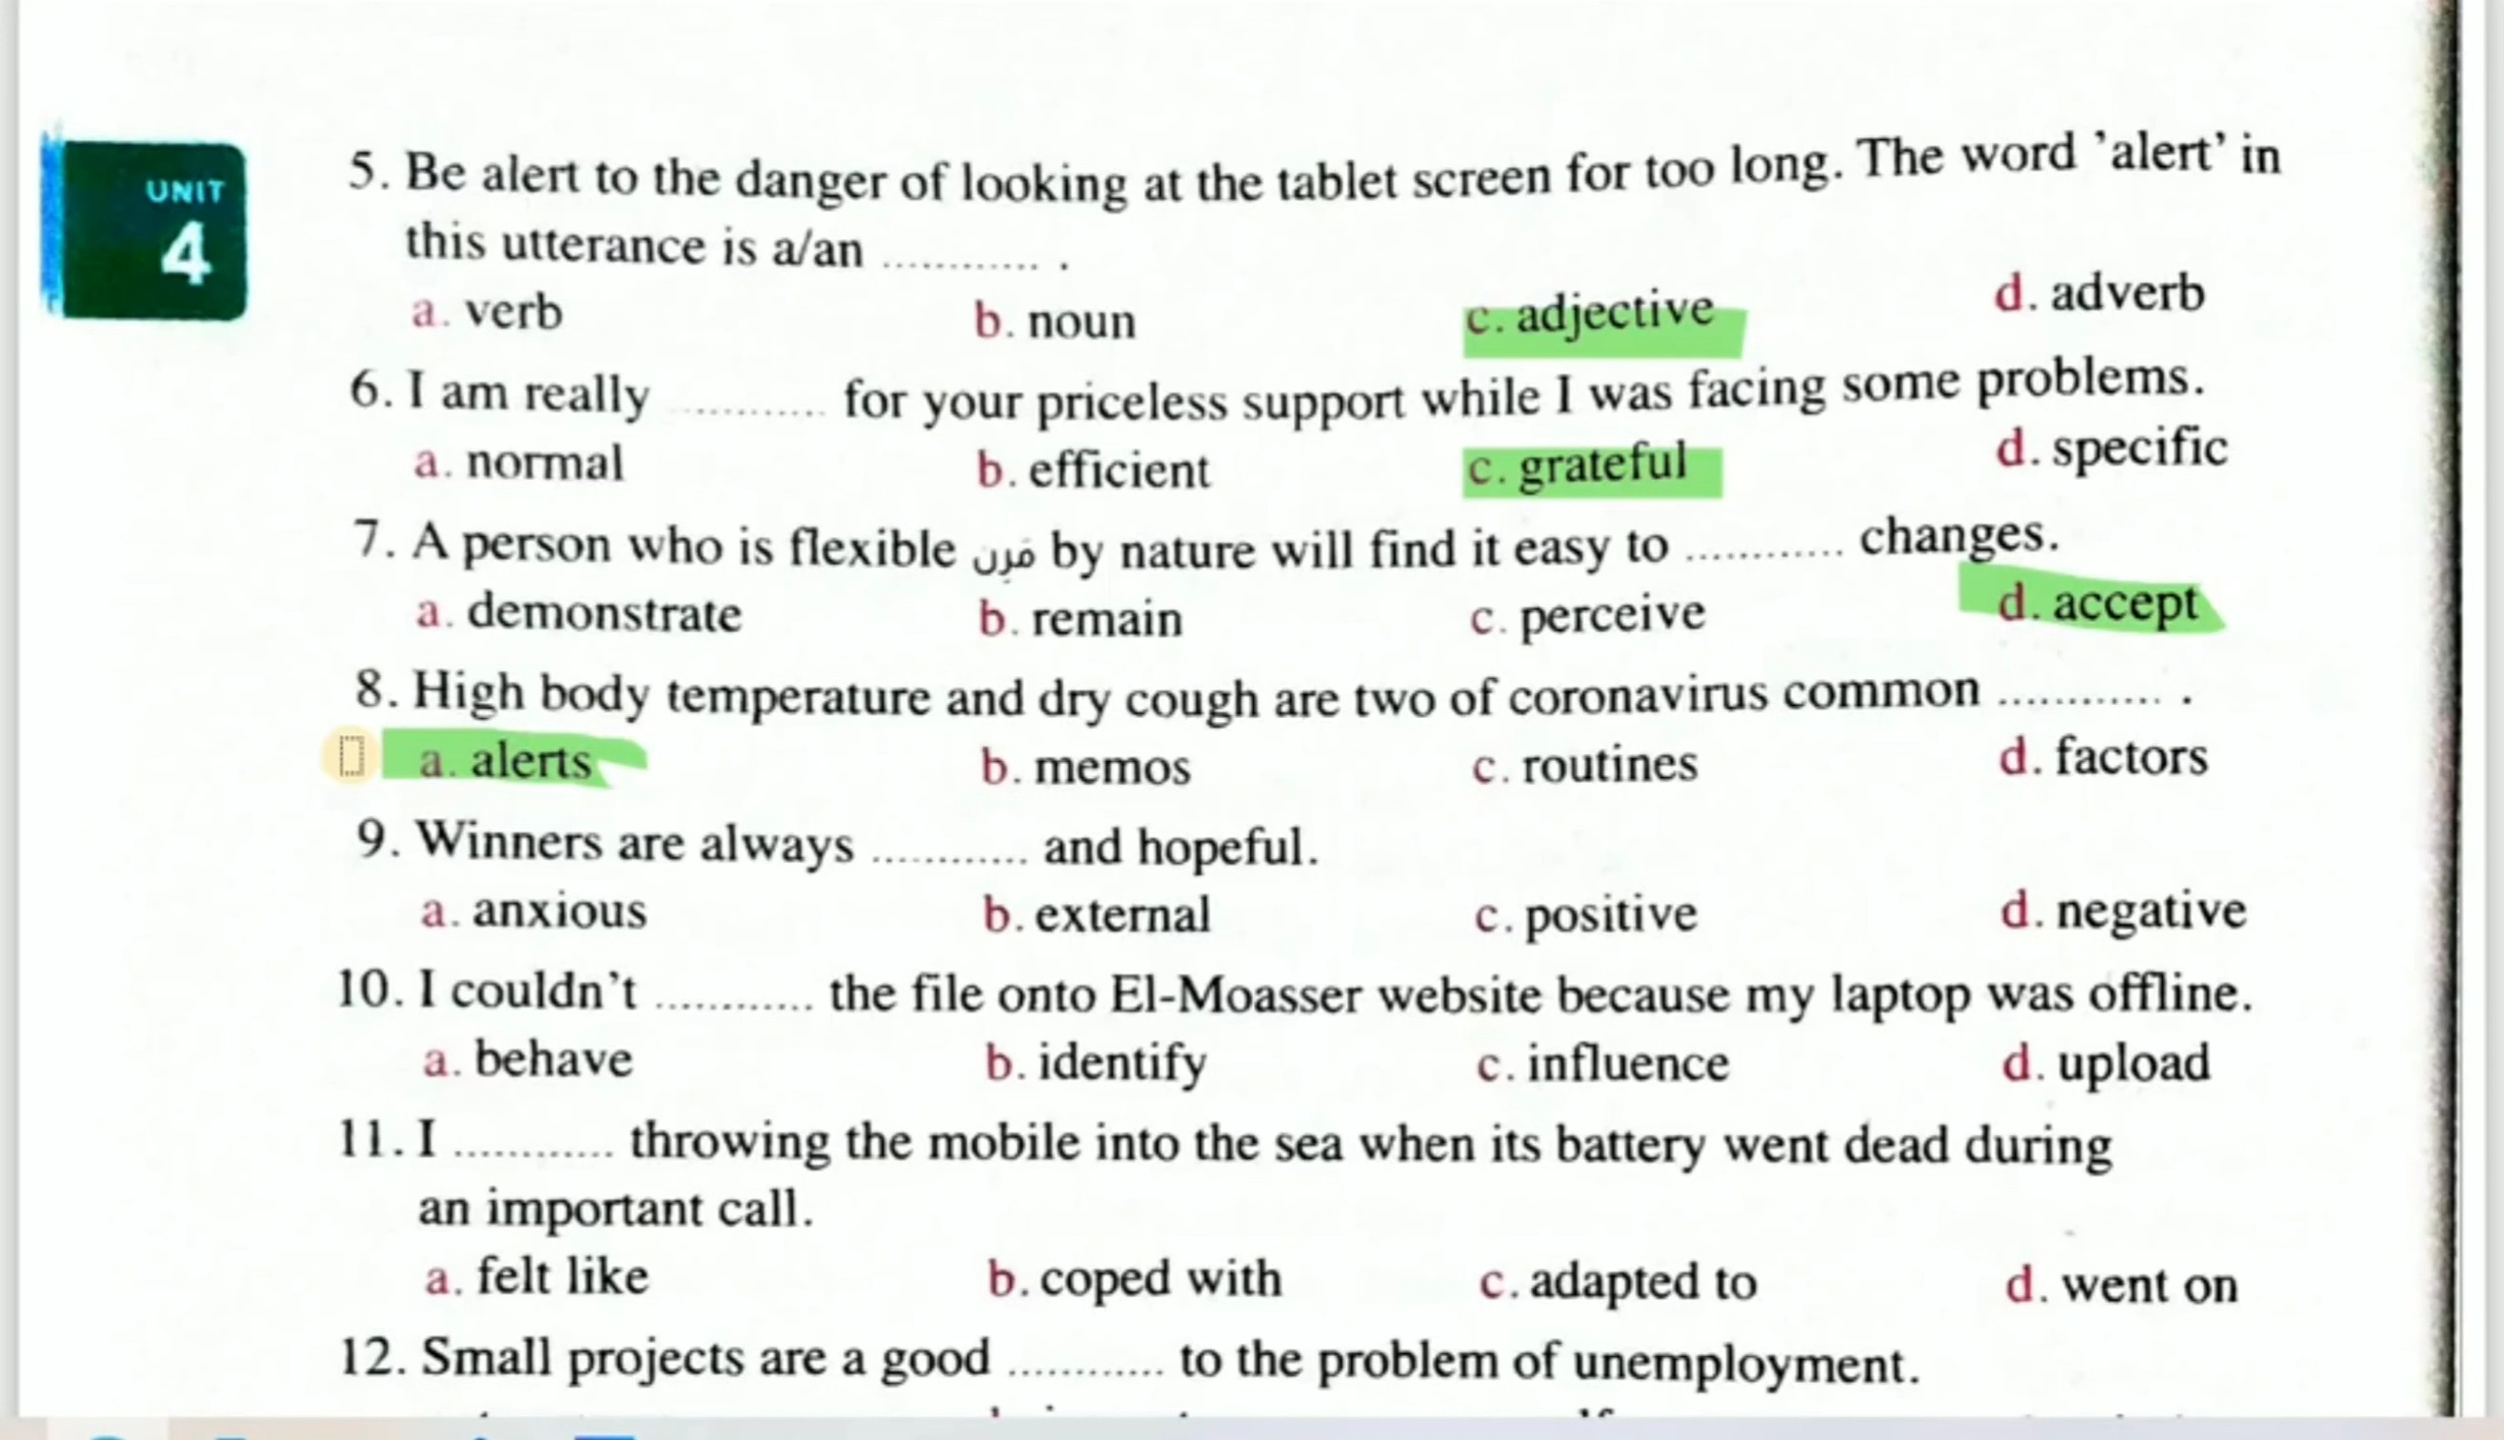 UNIT
4
5. Be alert to the danger of looking at the tablet screen for too long. The word ’alert’ in
this utterance is a/an ............ .
a. verb b. noun c. adjective d. adverb
6. I am really .......... for your priceless support while I was facing some problems.
a. normal b. efficient c. grateful d. specific
7. A person who is flexible مَرِن by nature will find it easy to ............ changes.
a. demonstrate b. remain c. perceive d. accept
8. High body temperature and dry cough are two of coronavirus common ............ .
a. alerts b. memos c. routines d. factors
9. Winners are always ............ and hopeful.
a. anxious b. external c. positive d. negative
10. I couldn’t ............ the file onto El-Moasser website because my laptop was offline.
a. behave b. identify c. influence d. upload
11. I ............ throwing the mobile into the sea when its battery went dead during
an important call.
a. felt like b. coped with c. adapted to d. went on
12. Small projects are a good ............ to the problem of unemployment.